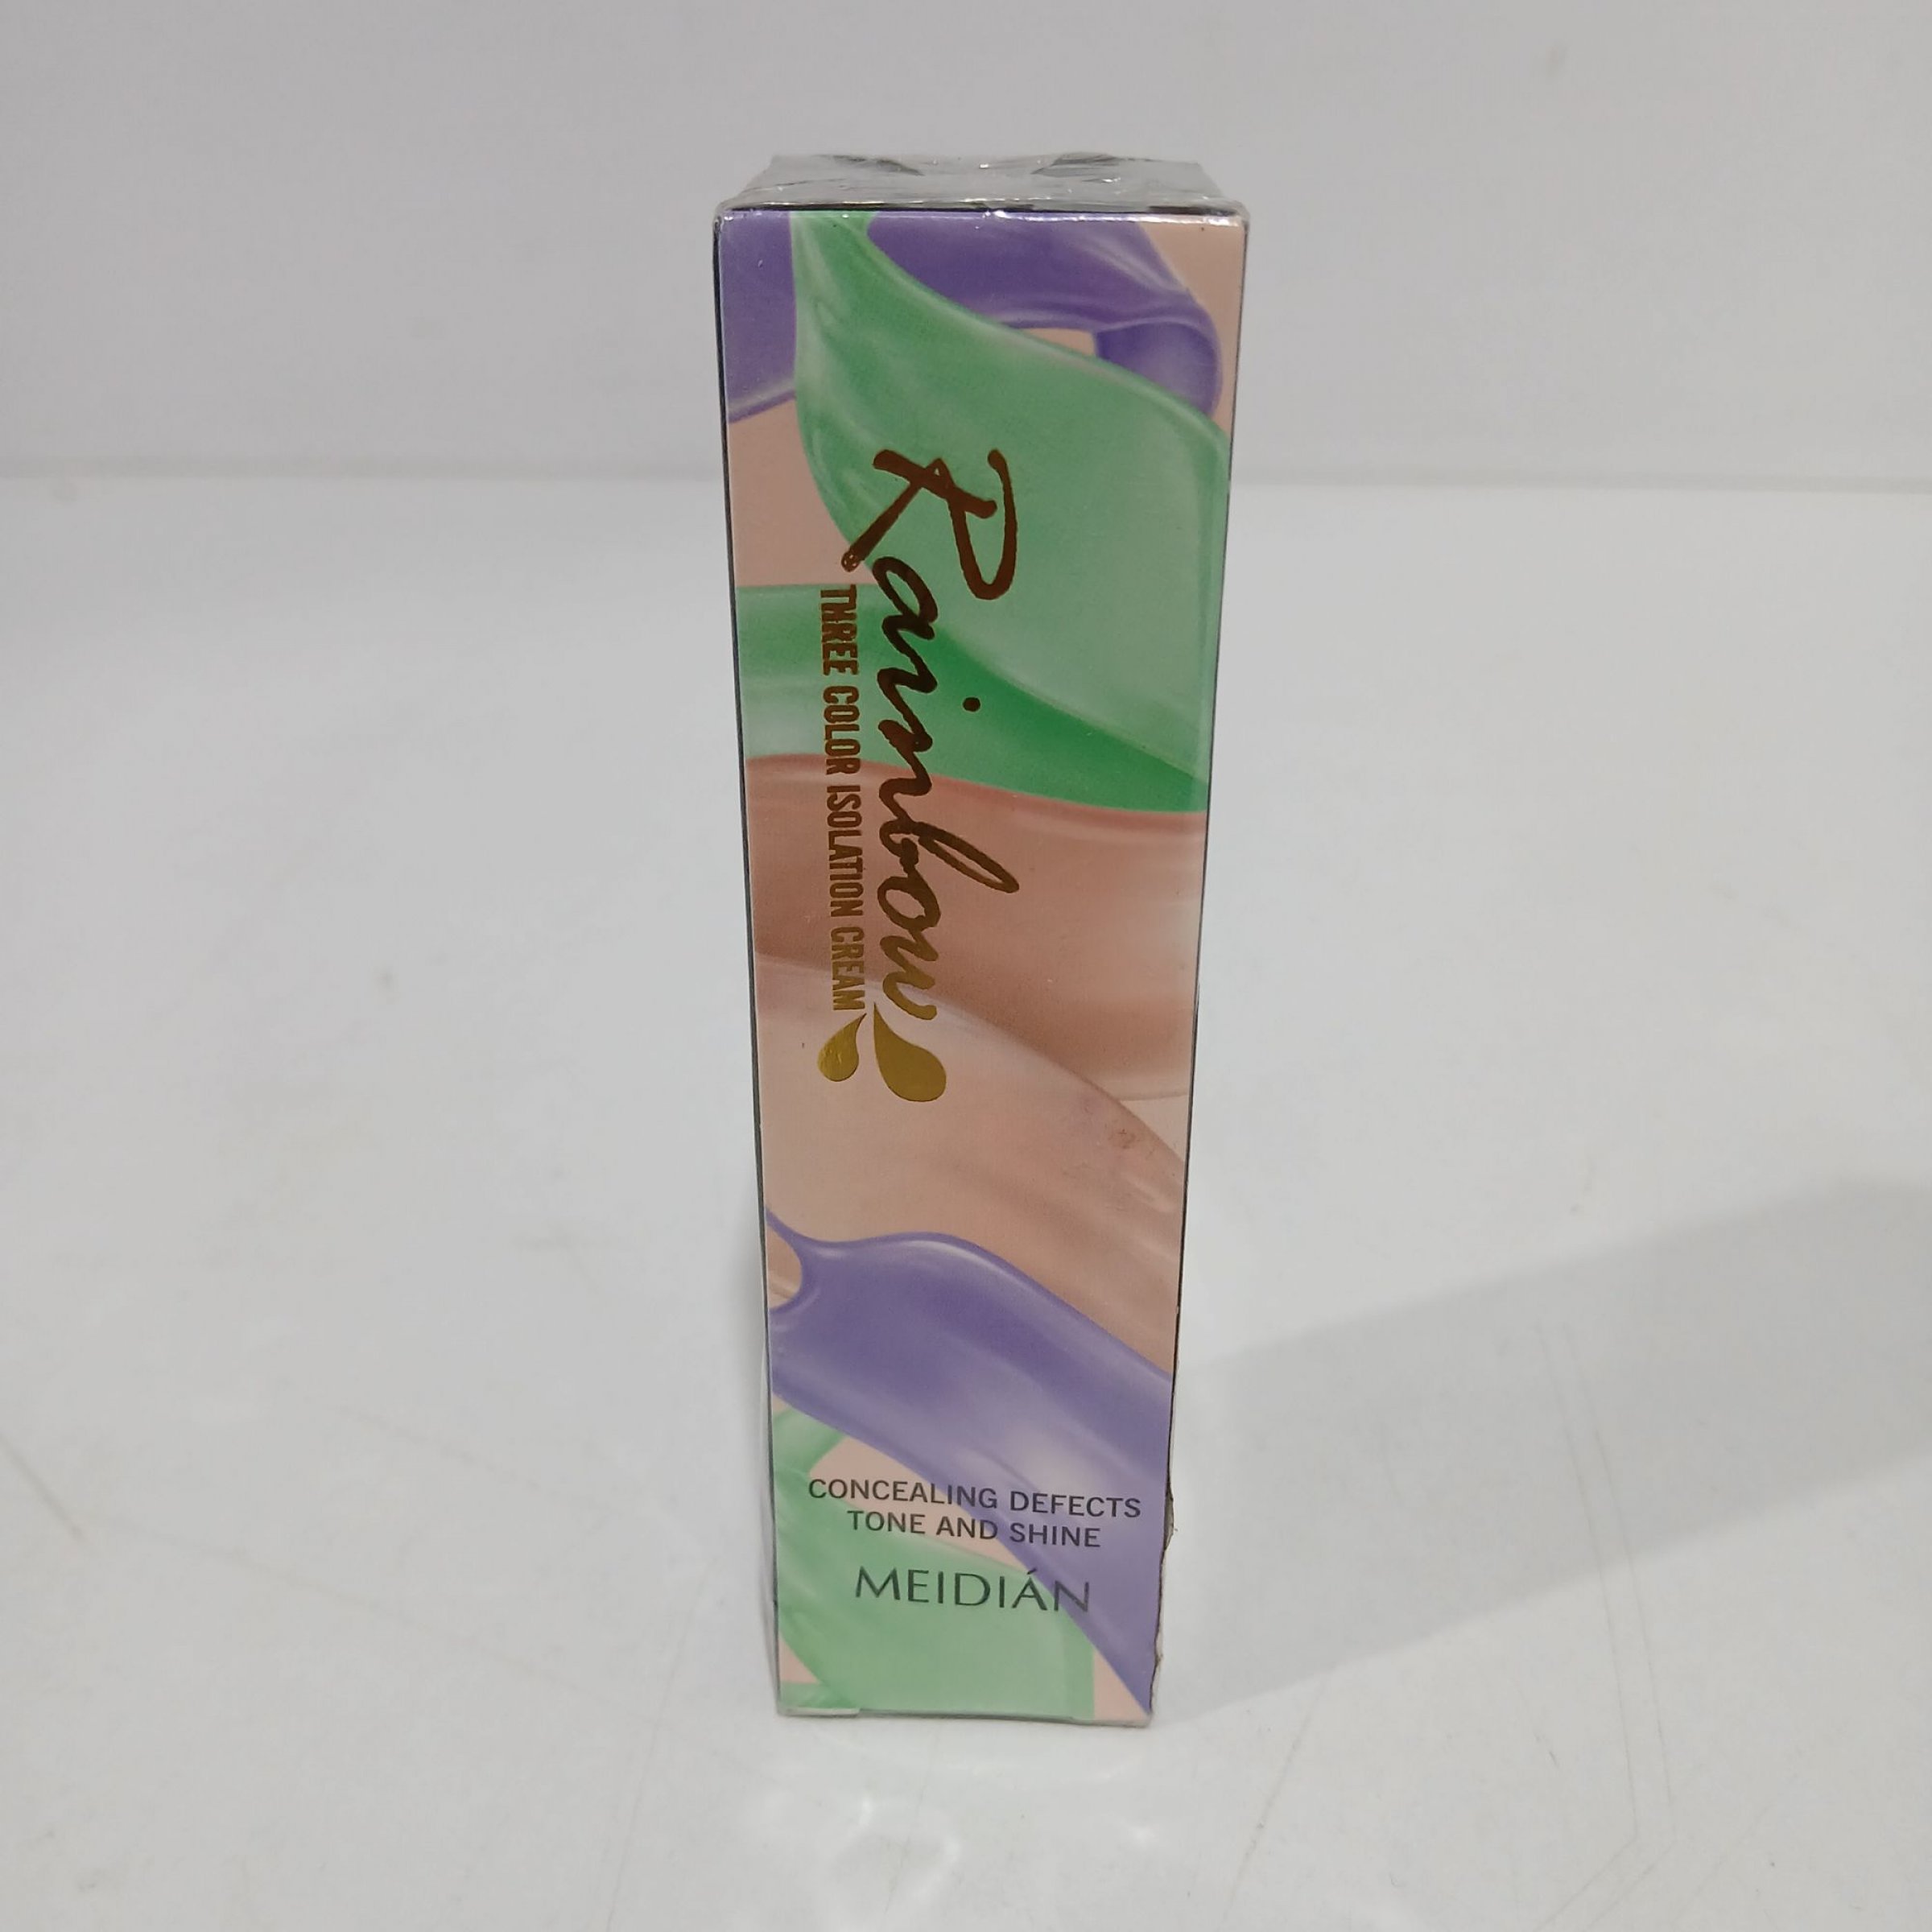 Rainbow
THREE COLOR ISOLATION CREAM
CONCEALING DEFECTS
TONE AND SHINE
MEIDIÁN